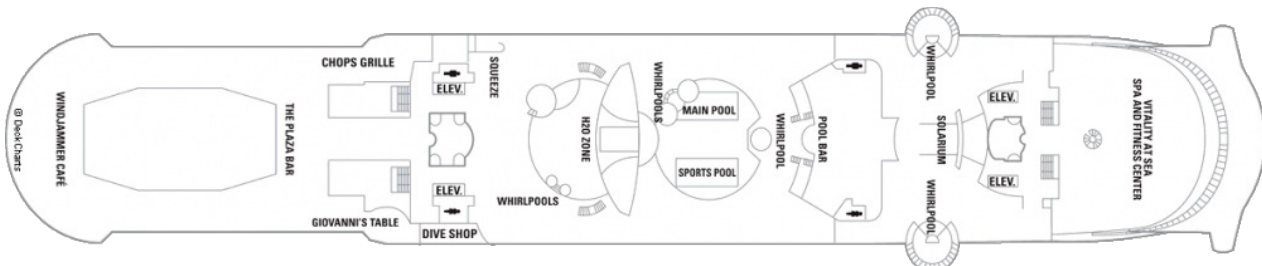 @ Deck Charts
WINDJAMMER CAFÉ
THE PLAZA BAR
CHOPS GRILLE
GIOVANNI'S TABLE
ELEV.
ELEV.
DIVE SHOP
SQUEEZE
WHIRLPOOLS
H2O ZONE
WHIRLPOOLS
MAIN POOL
SPORTS POOL
WHIRLPOOL
POOL BAR
WHIRLPOOL
WHIRLPOOL
SOLARIUM
ELEV.
ELEV.
VITALITY AT SEA
SPA AND FITNESS CENTER